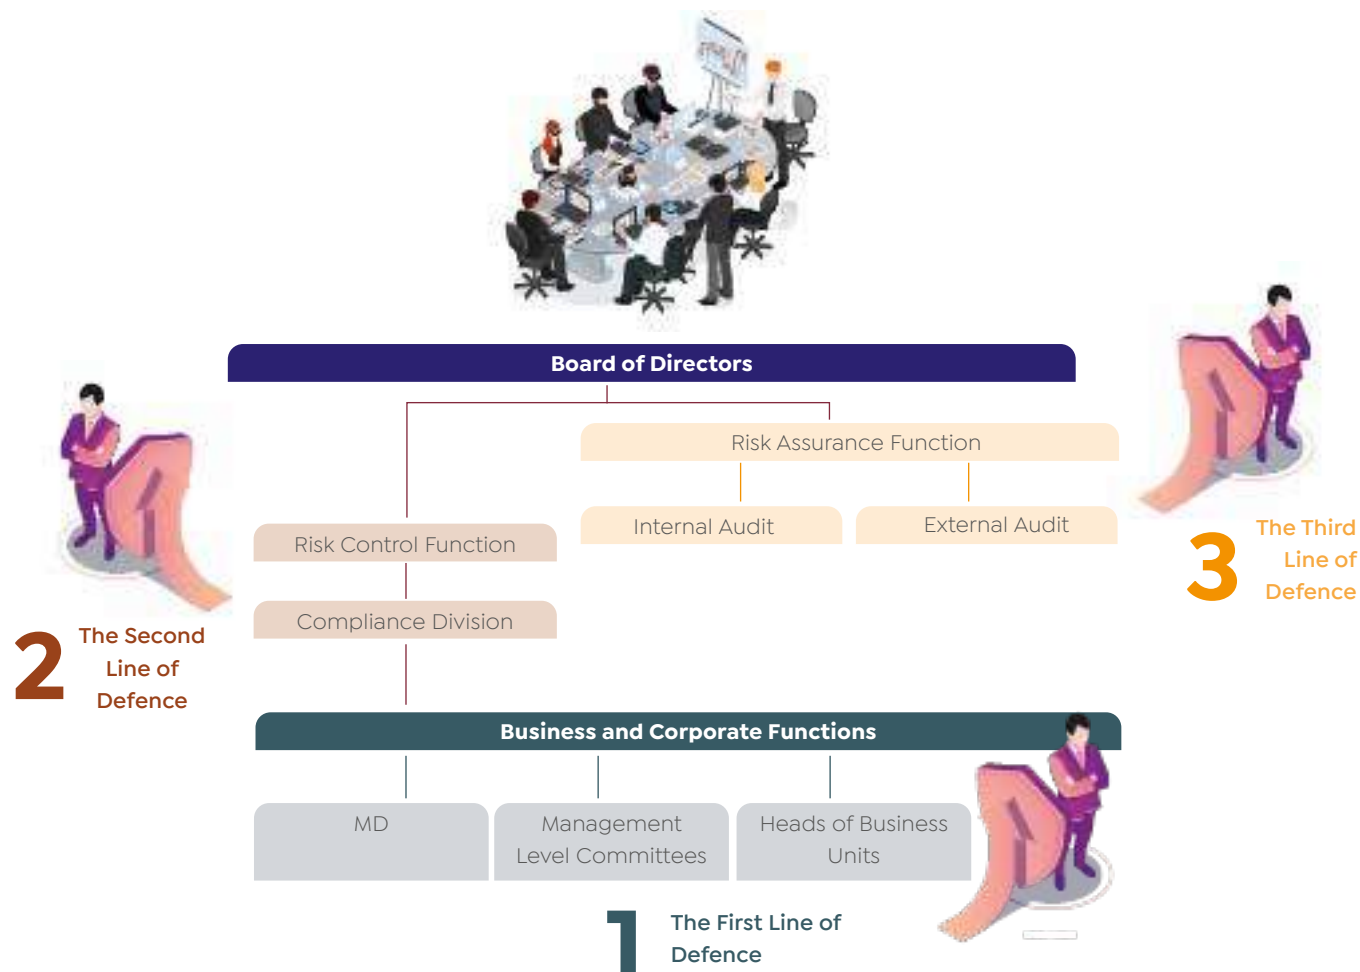 Board of Directors
Risk Assurance Function
Internal Audit
External Audit
3
The Third
Line of
Defence
Risk Control Function
Compliance Division
2
The Second
Line of
Defence
Business and Corporate Functions
MD
Management
Level Committees
Heads of Business
Units
1
The First Line of
Defence